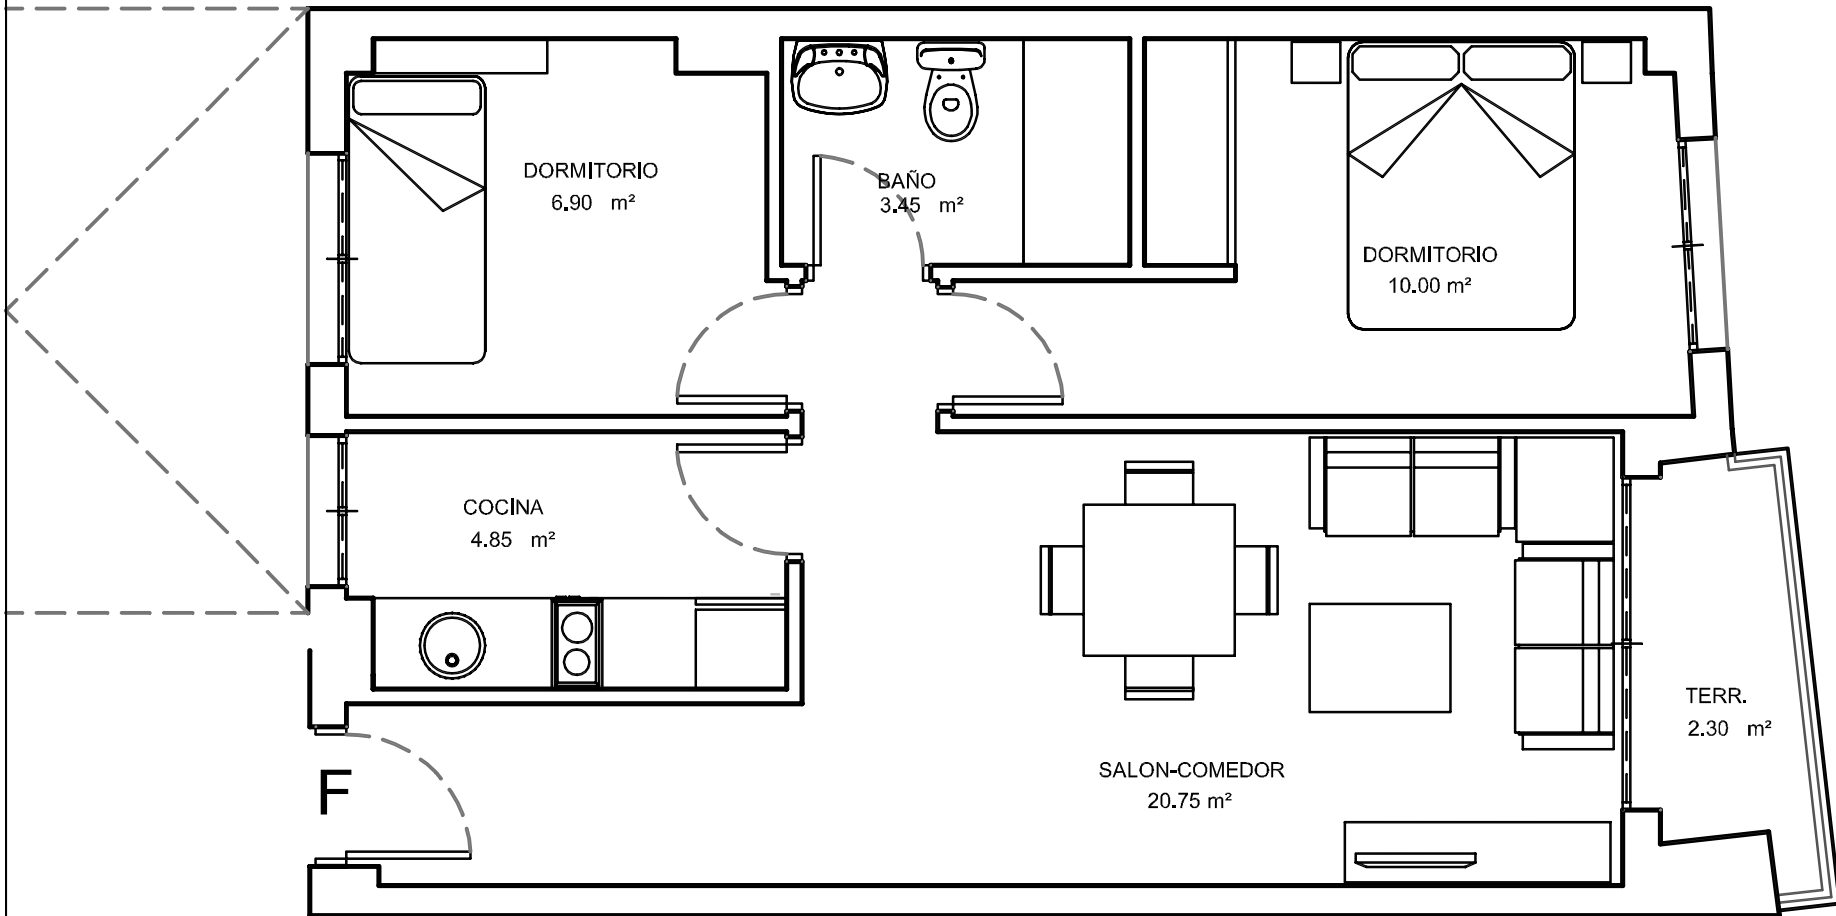 DORMITORIO
6.90 m²
BAÑO
3.45 m²
DORMITORIO
10.00 m²
COCINA
4.85 m²
TERR.
2.30 m²
SALON-COMEDOR
20.75 m²
F